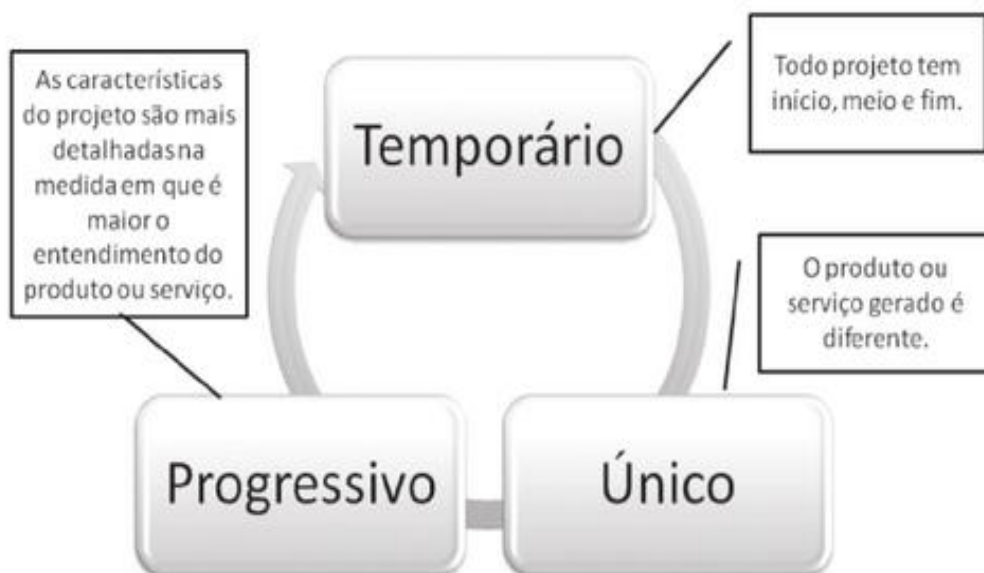 As características
do projeto são mais
detalhadas na
medida em que é
maior o
entendimento do
produto ou serviço.
Temporário
Todo projeto tem
início, meio e fim.
O produto ou
serviço gerado é
diferente.
Progressivo
Único